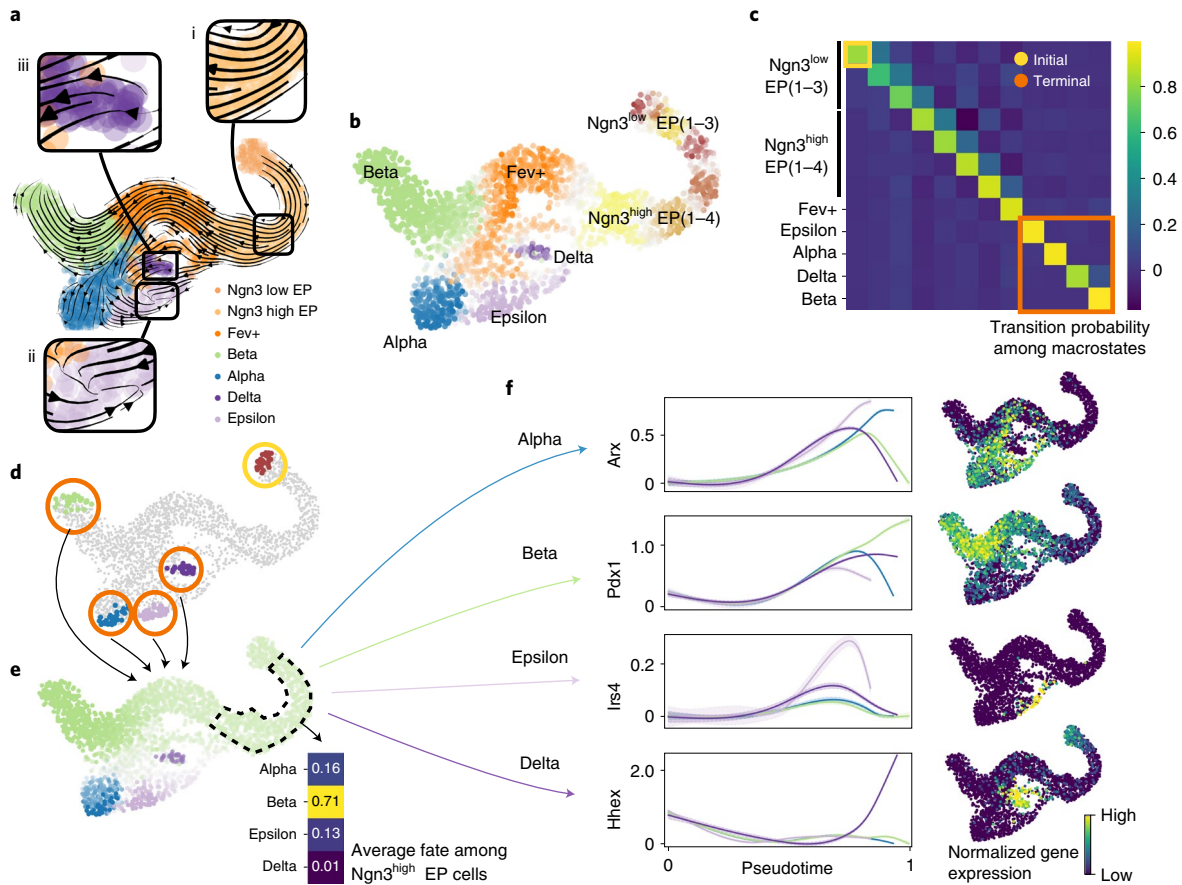 a
i
iii
ii
Ngn3 low EP
Ngn3 high EP
Fev+
Beta
Alpha
Delta
Epsilon
b
Ngn3low EP(1–3)
Beta
Fev+
Ngn3high EP(1–4)
Delta
Epsilon
Alpha
c
Ngn3low
EP(1–3)
Ngn3high
EP(1–4)
Fev+
Epsilon
Alpha
Delta
Beta
Initial
Terminal
0.8
0.6
0.4
0.2
0
Transition probability
among macrostates
d
e
Alpha
0.16
Beta
0.71
Epsilon
0.13
Delta
0.01
Average fate among
Ngn3high EP cells
f
Alpha
Beta
Epsilon
Delta
Arx
0.5
0
Pdx1
1.0
0
Irs4
0.2
0
Hhex
2.0
0
0
Pseudotime
1
High
Low
Normalized gene
expression